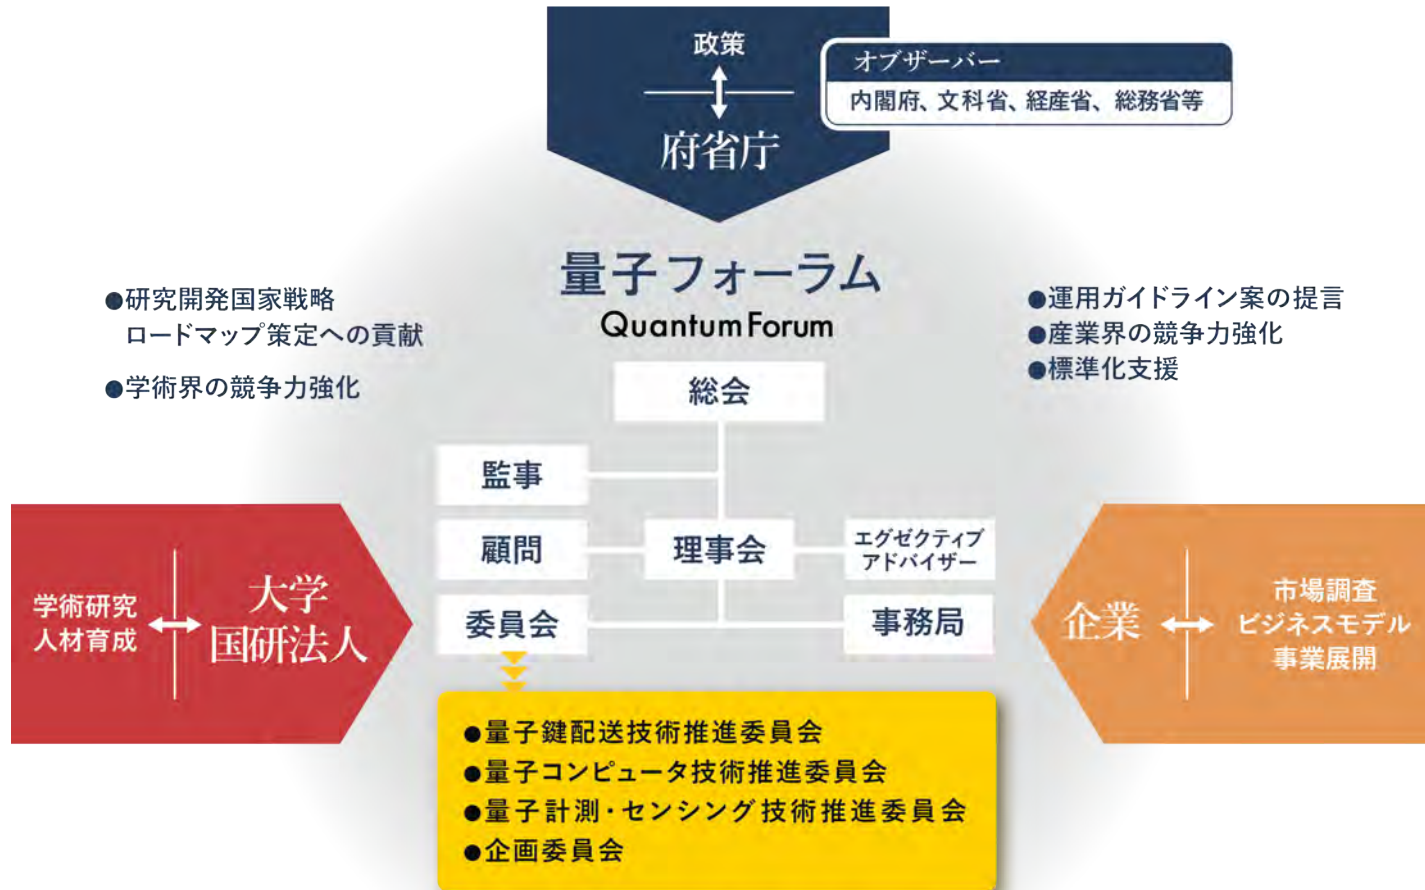 政策
府省庁
オブザーバー
内閣府、文科省、経産省、総務省等
量子フォーラム
Quantum Forum
●研究開発国家戦略
ロードマップ策定への貢献
●学術界の競争力強化
●運用ガイドライン案の提言
●産業界の競争力強化
●標準化支援
総会
監事
顧問
理事会
エグゼクティブ
アドバイザー
委員会
事務局
学術研究
人材育成
大学
国研法人
企業
市場調査
ビジネスモデル
事業展開
●量子鍵配送技術推進委員会
●量子コンピュータ技術推進委員会
●量子計測・センシング技術推進委員会
●企画委員会